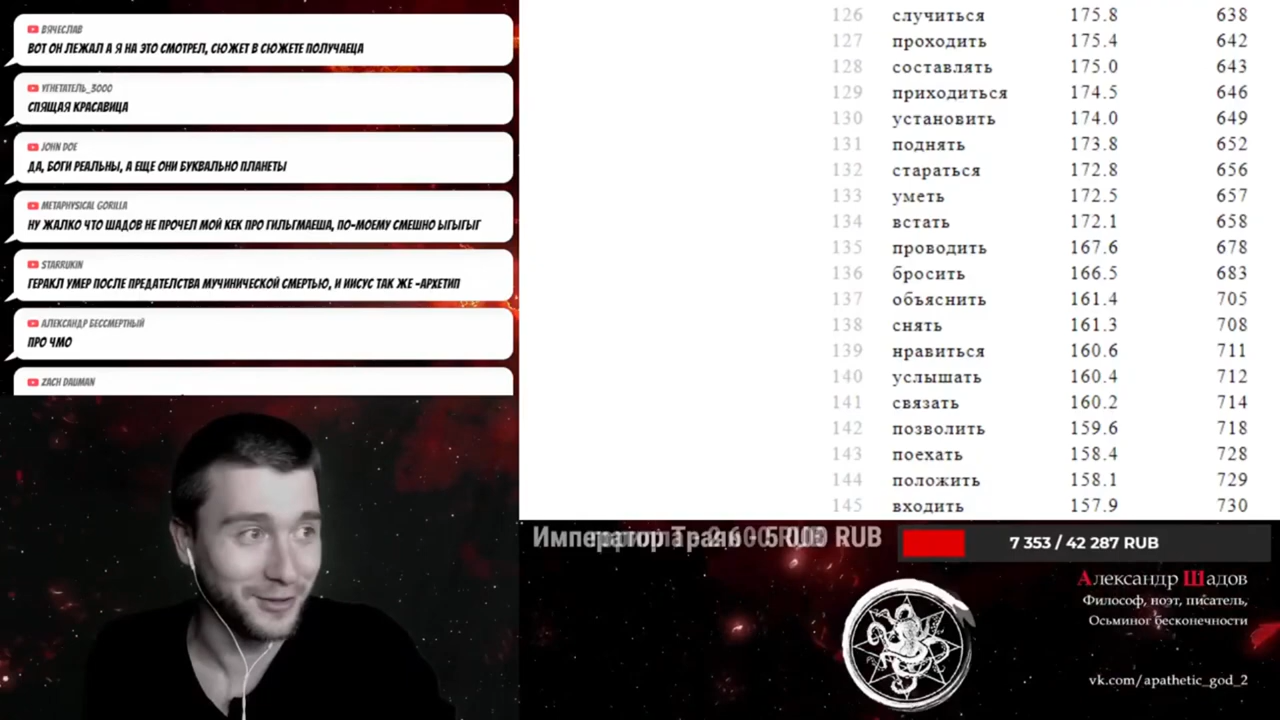 ВЯЧЕСЛАВ
ВОТ ОН ЛЕЖАЛ А Я НА ЭТО СМОТРЕЛ, СЮЖЕТ В СЮЖЕТЕ ПОЛУЧАЕЦА
УГНЕТАТЕЛЬ_3000
СПЯЩАЯ КРАСАВИЦА
JOHN DOE
ДА, БОГИ РЕАЛЬНЫ, А ЕЩЕ ОНИ БУКВАЛЬНО ПЛАНЕТЫ
METAPHYSICAL GORILLA
НУ ЖАЛКО ЧТО ШАДОВ НЕ ПРОЧЕЛ МОЙ КЕК ПРО ГИЛЬГМАЕША, ПО-МОЕМУ СМЕШНО ЫГЫГЫГ
STARRUKIN
ГЕРАКЛ УМЕР ПОСЛЕ ПРЕДАТЕЛСТВА МУЧИНИЧЕСКОЙ СМЕРТЬЮ, И ИИСУС ТАК ЖЕ -АРХЕТИП
АЛЕКСАНДР БЕССМЕРТНЫЙ
ПРО ЧМО
ZACH DAUMAN
126 случиться 175.8 638
127 проходить 175.4 642
128 составлять 175.0 643
129 приходиться 174.5 646
130 установить 174.0 649
131 поднять 173.8 652
132 стараться 172.8 656
133 уметь 172.5 657
134 встать 172.1 658
135 проводить 167.6 678
136 бросить 166.5 683
137 объяснить 161.4 705
138 снять 161.3 708
139 нравиться 160.6 711
140 услышать 160.4 712
141 связать 160.2 714
142 позволить 159.6 718
143 поехать 158.4 728
144 положить 158.1 729
145 входить 157.9 730
Император Траян - 5 000 RUB
7 353 / 42 287 RUB
Александр Шадов
Философ, поэт, писатель,
Осьминог бесконечности
vk.com/apathetic_god_2